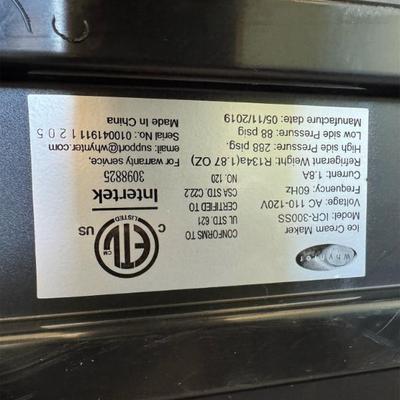 Whynter
Ice Cream Maker
Model: ICR-300SS
Voltage: AC 110-120V
Frequency: 60Hz
Current: 1.8A
Refrigerant Weight: R134a(1.87 OZ)
High side Pressure: 288 psig
Low side Pressure: 88 psig
Manufacture date: 05/11/2019
CONFORMS TO
UL STD. 621
CERTIFIED TO
CSA STD. C22.2
NO.120
C ETL US
LISTED
CM
Intertek
3098825
For warranty service,
email: support@whynter.com
Serial No.: 0100419111205
Made In China